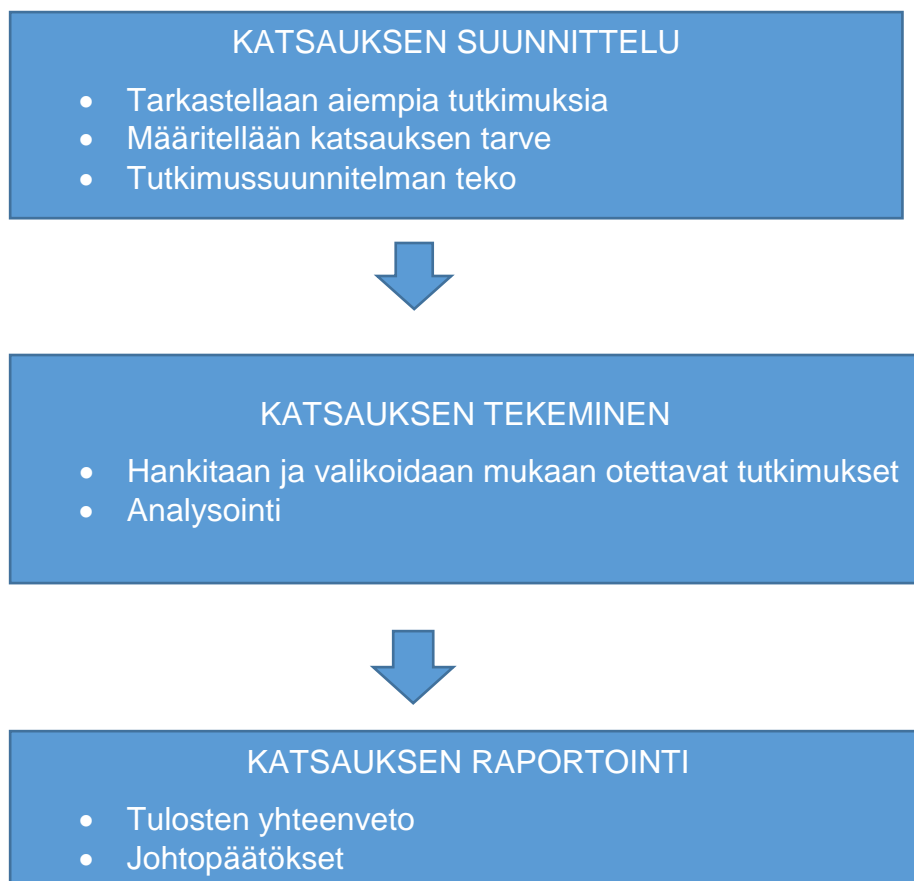 KATSAUKSEN SUUNNITTELU
• Tarkastellaan aiempia tutkimuksia
• Määritellään katsauksen tarve
• Tutkimussuunnitelman teko
KATSAUKSEN TEKEMINEN
• Hankitaan ja valikoidaan mukaan otettavat tutkimukset
• Analysointi
KATSAUKSEN RAPORTOINTI
• Tulosten yhteenveto
• Johtopäätökset